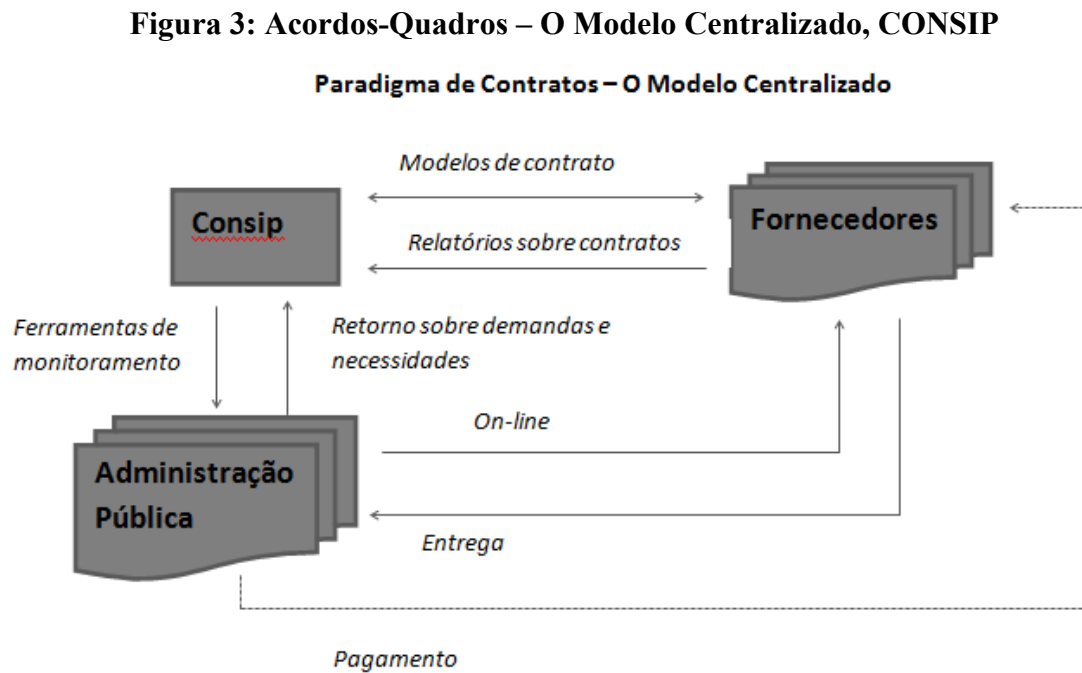 Figura 3: Acordos-Quadros – O Modelo Centralizado, CONSIP
Paradigma de Contratos – O Modelo Centralizado
Modelos de contrato
Consip
Fornecedores
Relatórios sobre contratos
Ferramentas de
monitoramento
Retorno sobre demandas e
necessidades
On-line
Administração
Pública
Entrega
Pagamento